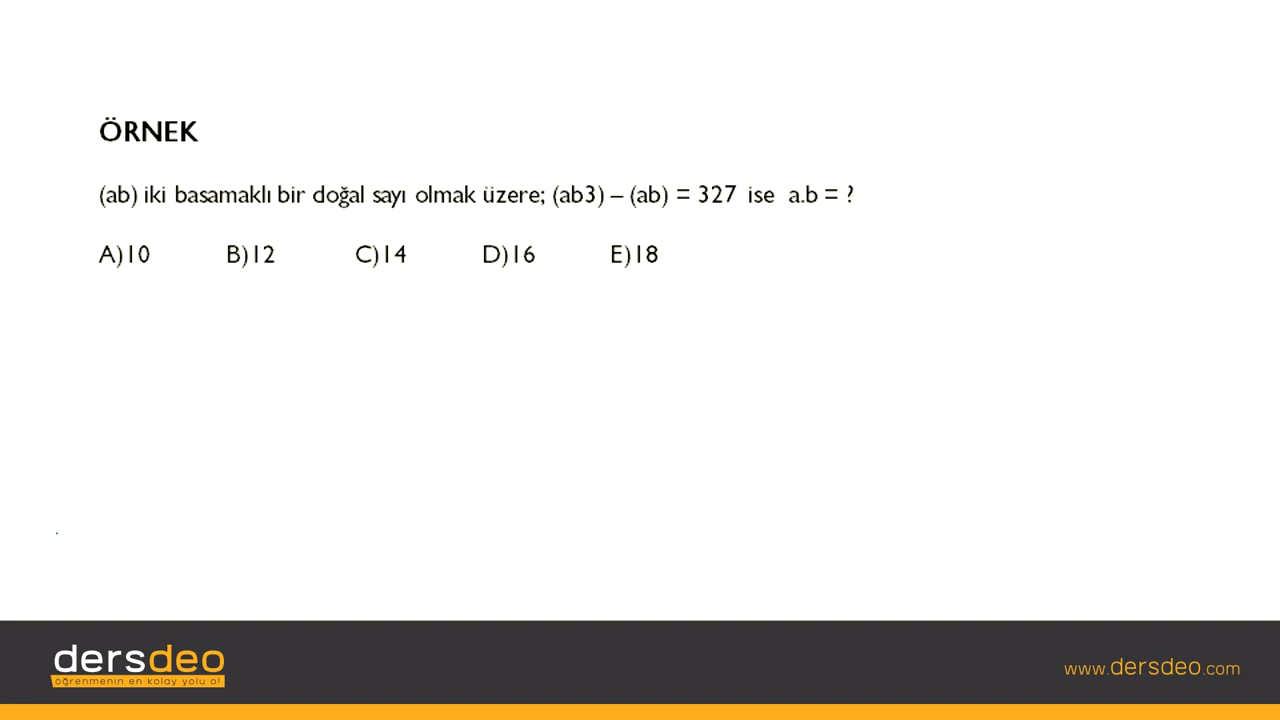 ÖRNEK
(ab) iki basamaklı bir doğal sayı olmak üzere; (ab3) – (ab) = 327 ise a.b = ?
A)10 B)12 C)14 D)16 E)18
dersdeo
öğrenmenin en kolay yolu o!
www.dersdeo.com